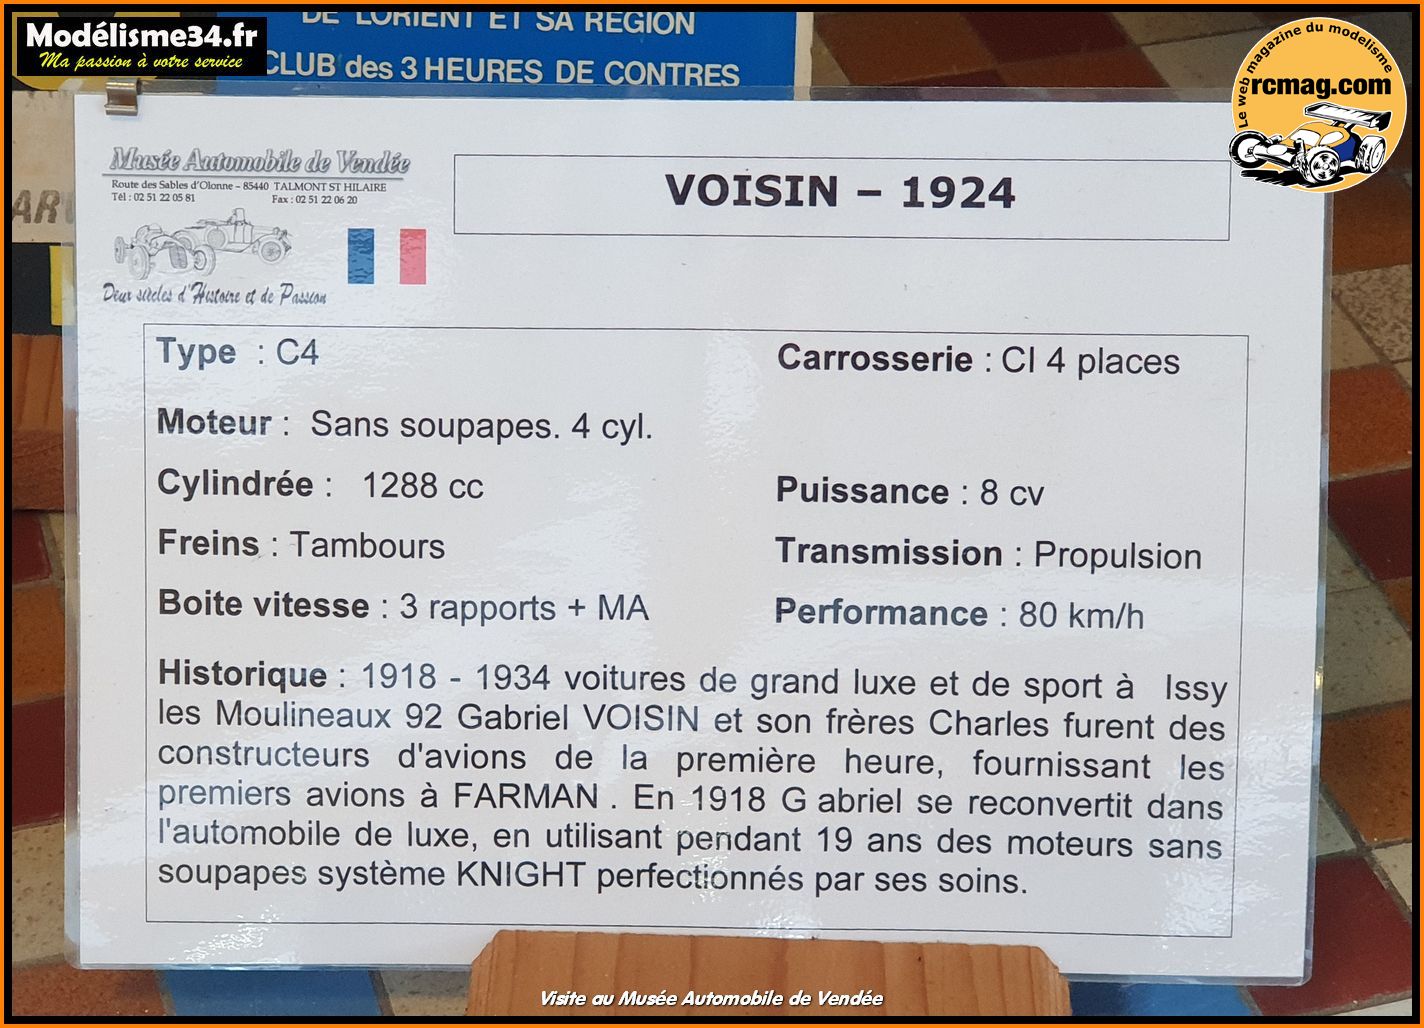 DE LORIENT ET SA REGION
CLUB des 3 HEURES DE CONTRES
Modélisme34.fr
Ma passion à votre service
Le web magazine du modelisme
rcmag.com
Musée Automobile de Vendée
Route des Sables d'Olonne – 85440 TALMONT ST HILAIRE
Tél : 02 51 22 05 81 Fax : 02 51 22 06 20
Deux siècles d'Histoire et de Passion
VOISIN – 1924
Type : C4
Carrosserie : CI 4 places
Moteur : Sans soupapes. 4 cyl.
Cylindrée : 1288 cc
Puissance : 8 cv
Freins : Tambours
Transmission : Propulsion
Boite vitesse : 3 rapports + MA
Performance : 80 km/h
Historique : 1918 - 1934 voitures de grand luxe et de sport à Issy
les Moulineaux 92 Gabriel VOISIN et son frères Charles furent des
constructeurs d'avions de la première heure, fournissant les
premiers avions à FARMAN . En 1918 G abriel se reconvertit dans
l'automobile de luxe, en utilisant pendant 19 ans des moteurs sans
soupapes système KNIGHT perfectionnés par ses soins.
Visite au Musée Automobile de Vendée